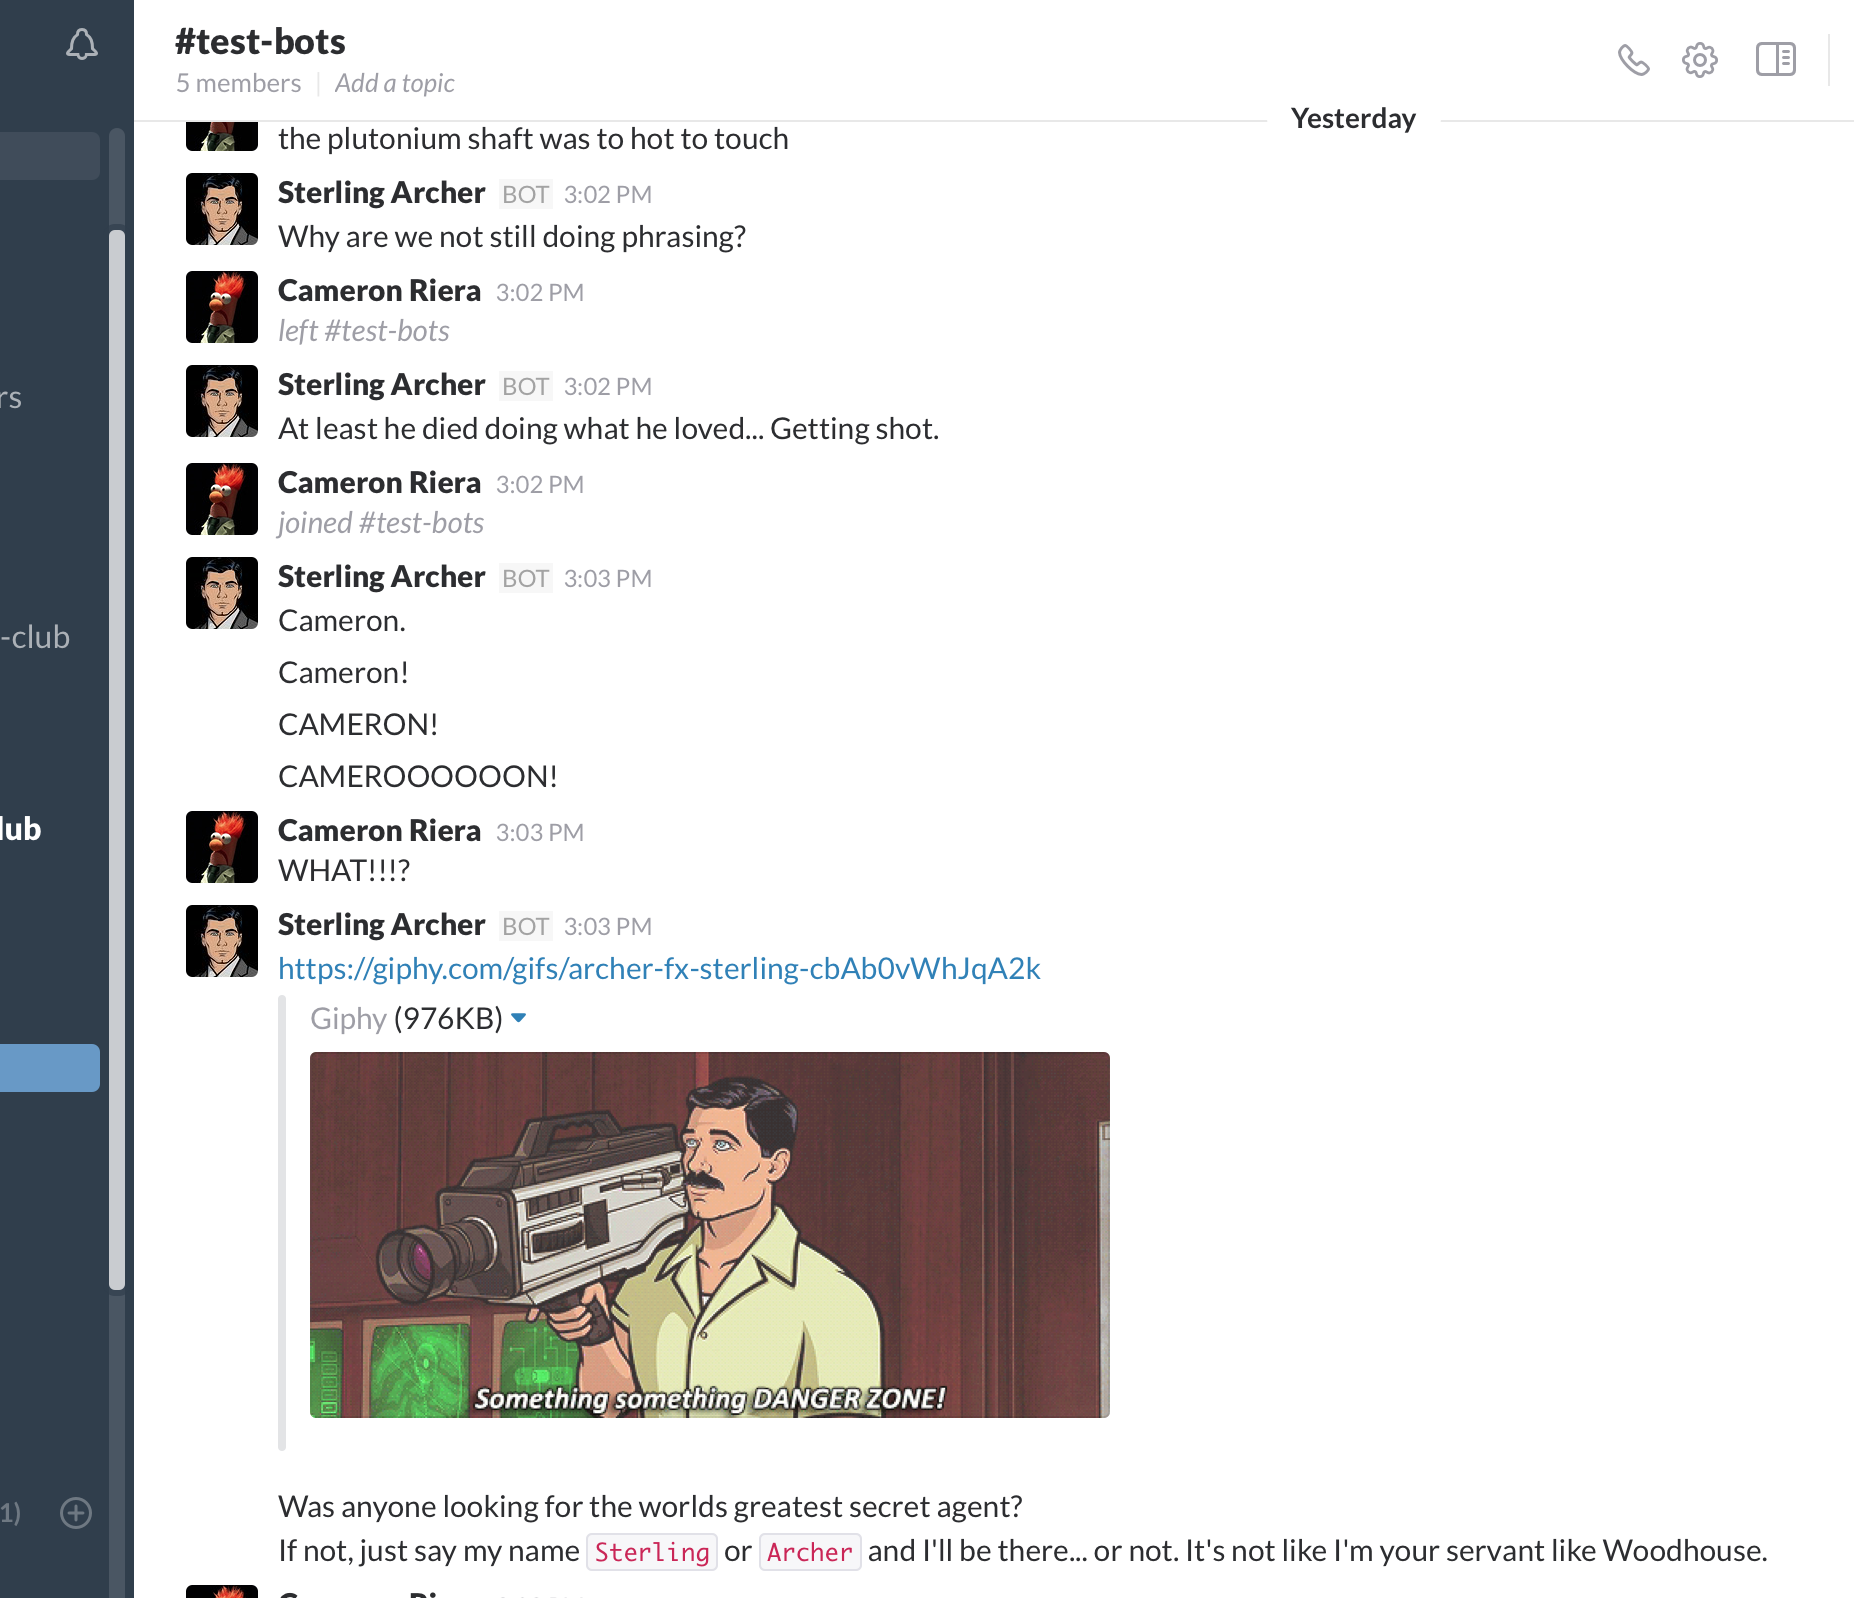 #test-bots
5 members | Add a topic
Yesterday
the plutonium shaft was to hot to touch
Sterling Archer BOT 3:02 PM
Why are we not still doing phrasing?
Cameron Riera 3:02 PM
left #test-bots
rs
Sterling Archer BOT 3:02 PM
At least he died doing what he loved... Getting shot.
Cameron Riera 3:02 PM
joined #test-bots
Sterling Archer BOT 3:03 PM
Cameron.
-club
Cameron!
CAMERON!
CAMEROOOOOON!
Cameron Riera 3:03 PM
lub
WHAT!!!?
Sterling Archer BOT 3:03 PM
https://giphy.com/gifs/archer-fx-sterling-cbAb0vWhJqA2k
Giphy (976KB)
Something something DANGER ZONE!
Was anyone looking for the worlds greatest secret agent?
1)
If not, just say my name Sterling or Archer and I'll be there... or not. It's not like I'm your servant like Woodhouse.